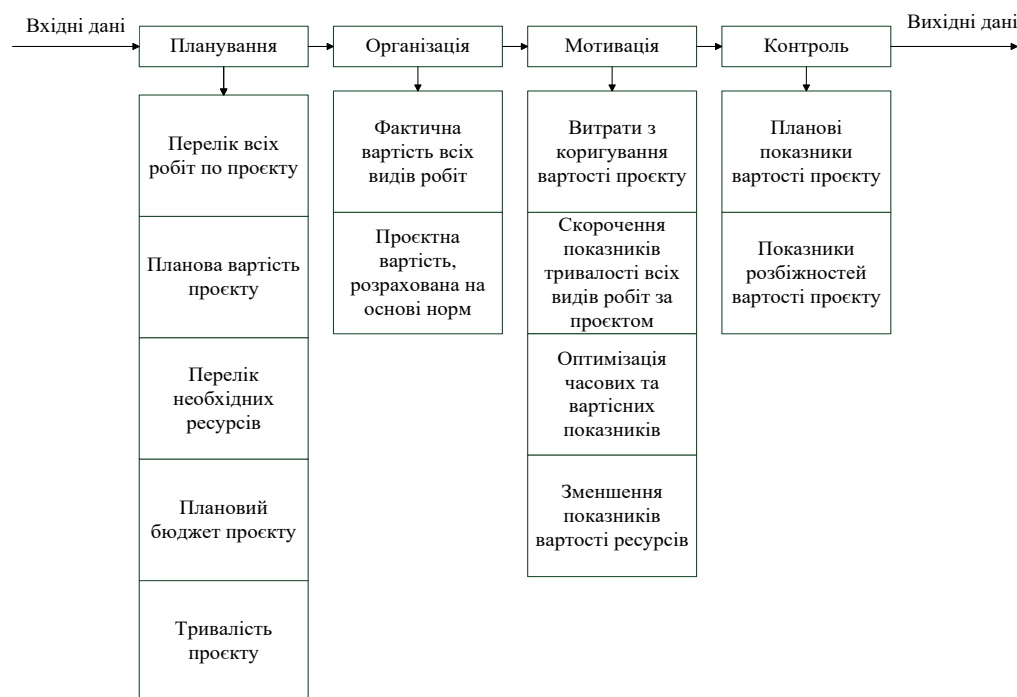 Вхідні дані
Вихідні дані
Планування
Організація
Мотивація
Контроль
Перелік всіх
робіт по проєкту
Планова вартість
проєкту
Перелік
необхідних
ресурсів
Плановий
бюджет проєкту
Тривалість
проєкту
Фактична
вартість всіх
видів робіт
Проєктна
вартість,
розрахована на
основі норм
Витрати з
коригування
вартості проєкту
Скорочення
показників
тривалості всіх
видів робіт за
проєктом
Оптимізація
часових та
вартісних
показників
Зменшення
показників
вартості ресурсів
Планові
показники
вартості проєкту
Показники
розбіжностей
вартості проєкту